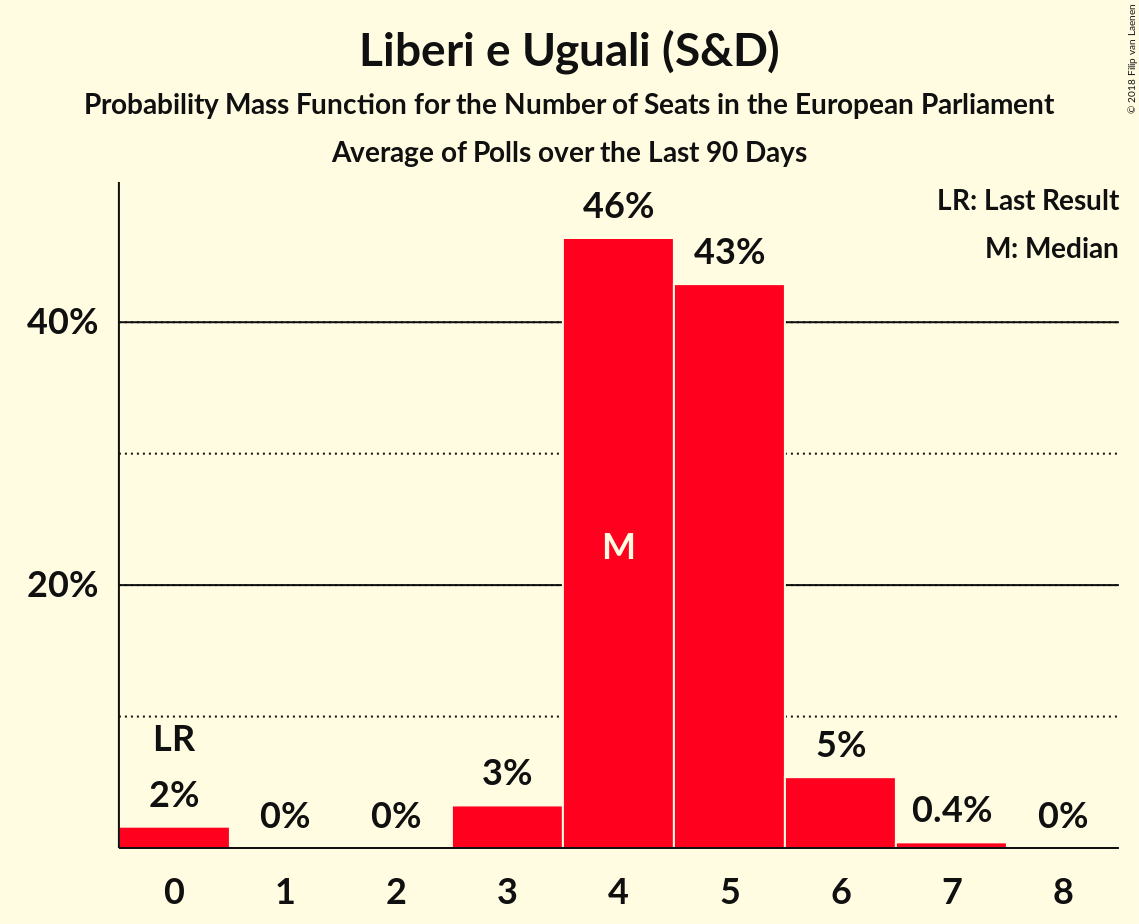 Liberi e Uguali (S&D)
Probability Mass Function for the Number of Seats in the European Parliament
Average of Polls over the Last 90 Days
© 2018 Filip van Laenen
LR: Last Result
M: Median
46%
43%
40%
M
20%
LR
2%
0%
0%
3%
5%
0.4%
0%
0 1 2 3 4 5 6 7 8